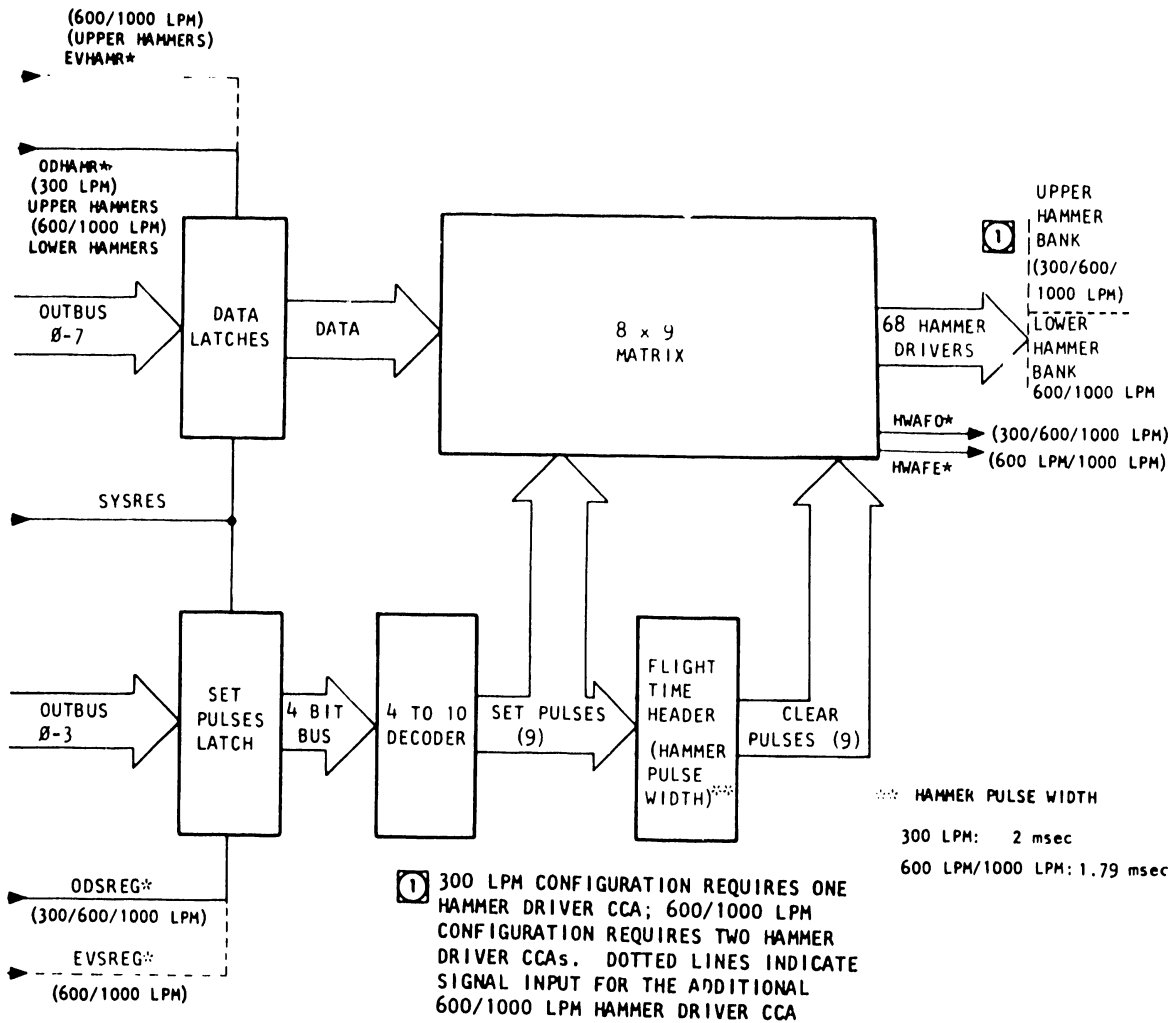 (600/1000 LPM)
(UPPER HAMMERS)
EVHAMR*
ODHAMR*
(300 LPM)
UPPER HAMMERS
(600/1000 LPM)
LOWER HAMMERS
OUTBUS
Ø-7
DATA
LATCHES
DATA
8 x 9
MATRIX
68 HAMMER
DRIVERS
1
UPPER
HAMMER
BANK
(300/600/
1000 LPM)
LOWER
HAMMER
BANK
600/1000 LPM
HWAFO*
(300/600/1000 LPM)
HWAFE*
(600 LPM/1000 LPM)
SYSRES
OUTBUS
Ø-3
SET
PULSES
LATCH
4 BIT
BUS
4 TO 10
DECODER
SET PULSES
(9)
FLIGHT
TIME
HEADER
(HAMMER
PULSE
WIDTH)**
CLEAR
PULSES (9)
** HAMMER PULSE WIDTH
300 LPM: 2 msec
600 LPM/1000 LPM: 1.79 msec
ODSREG*
(300/600/1000 LPM)
EVSREG*
(600/1000 LPM)
1 300 LPM CONFIGURATION REQUIRES ONE
HAMMER DRIVER CCA; 600/1000 LPM
CONFIGURATION REQUIRES TWO HAMMER
DRIVER CCAs. DOTTED LINES INDICATE
SIGNAL INPUT FOR THE ADDITIONAL
600/1000 LPM HAMMER DRIVER CCA